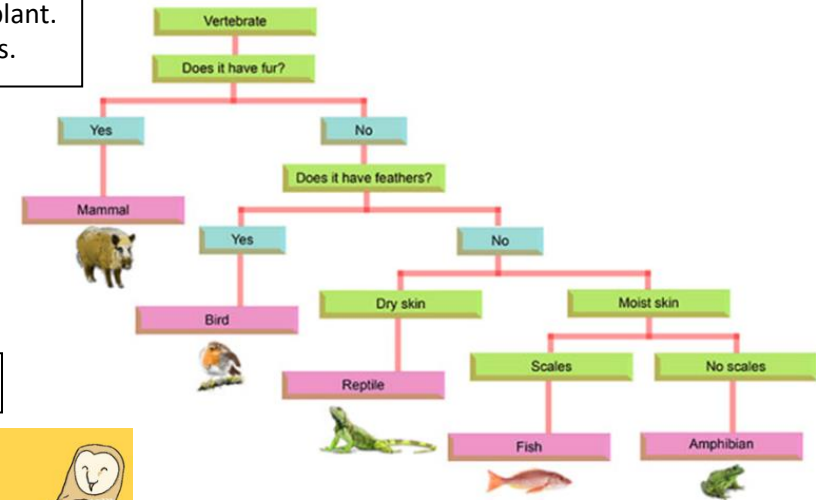 plant.
s.
Vertebrate
Does it have fur?
Yes
No
Does it have feathers?
Mammal
Yes
No
Bird
Dry skin
Moist skin
Reptile
Scales
No scales
Fish
Amphibian